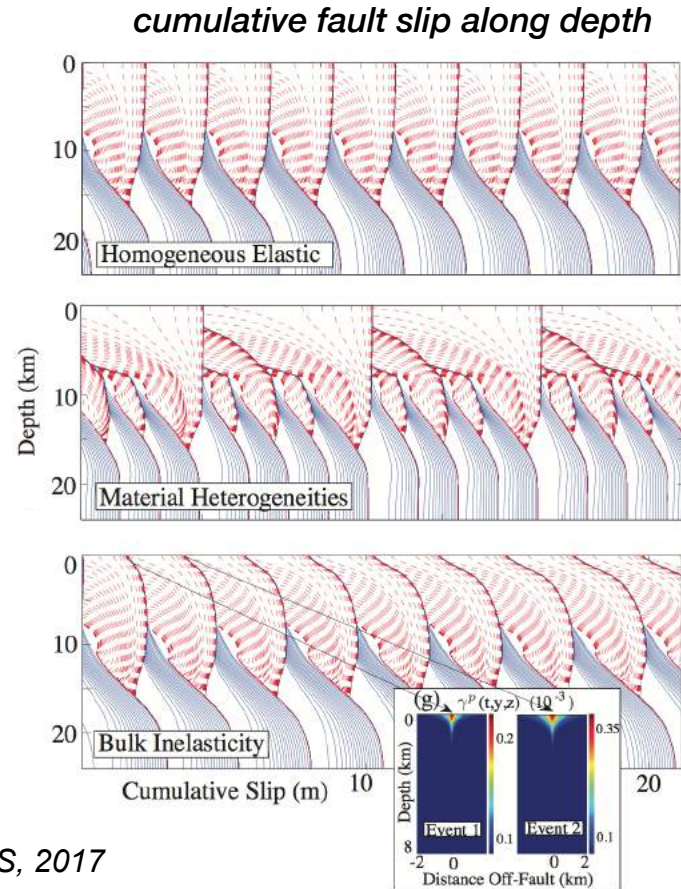 cumulative fault slip along depth
0
10
20
Homogeneous Elastic
0
10
20
Depth (km)
Material Heterogeneities
0
10
20
Bulk Inelasticity
Cumulative Slip (m)
10
20
(g) γᵖ (t,y,z) (10⁻³)
0
8
Depth (km)
0.2
0.1
0.35
0.1
Event 1
Event 2
-2 0 0 2
Distance Off-Fault (km)
S, 2017